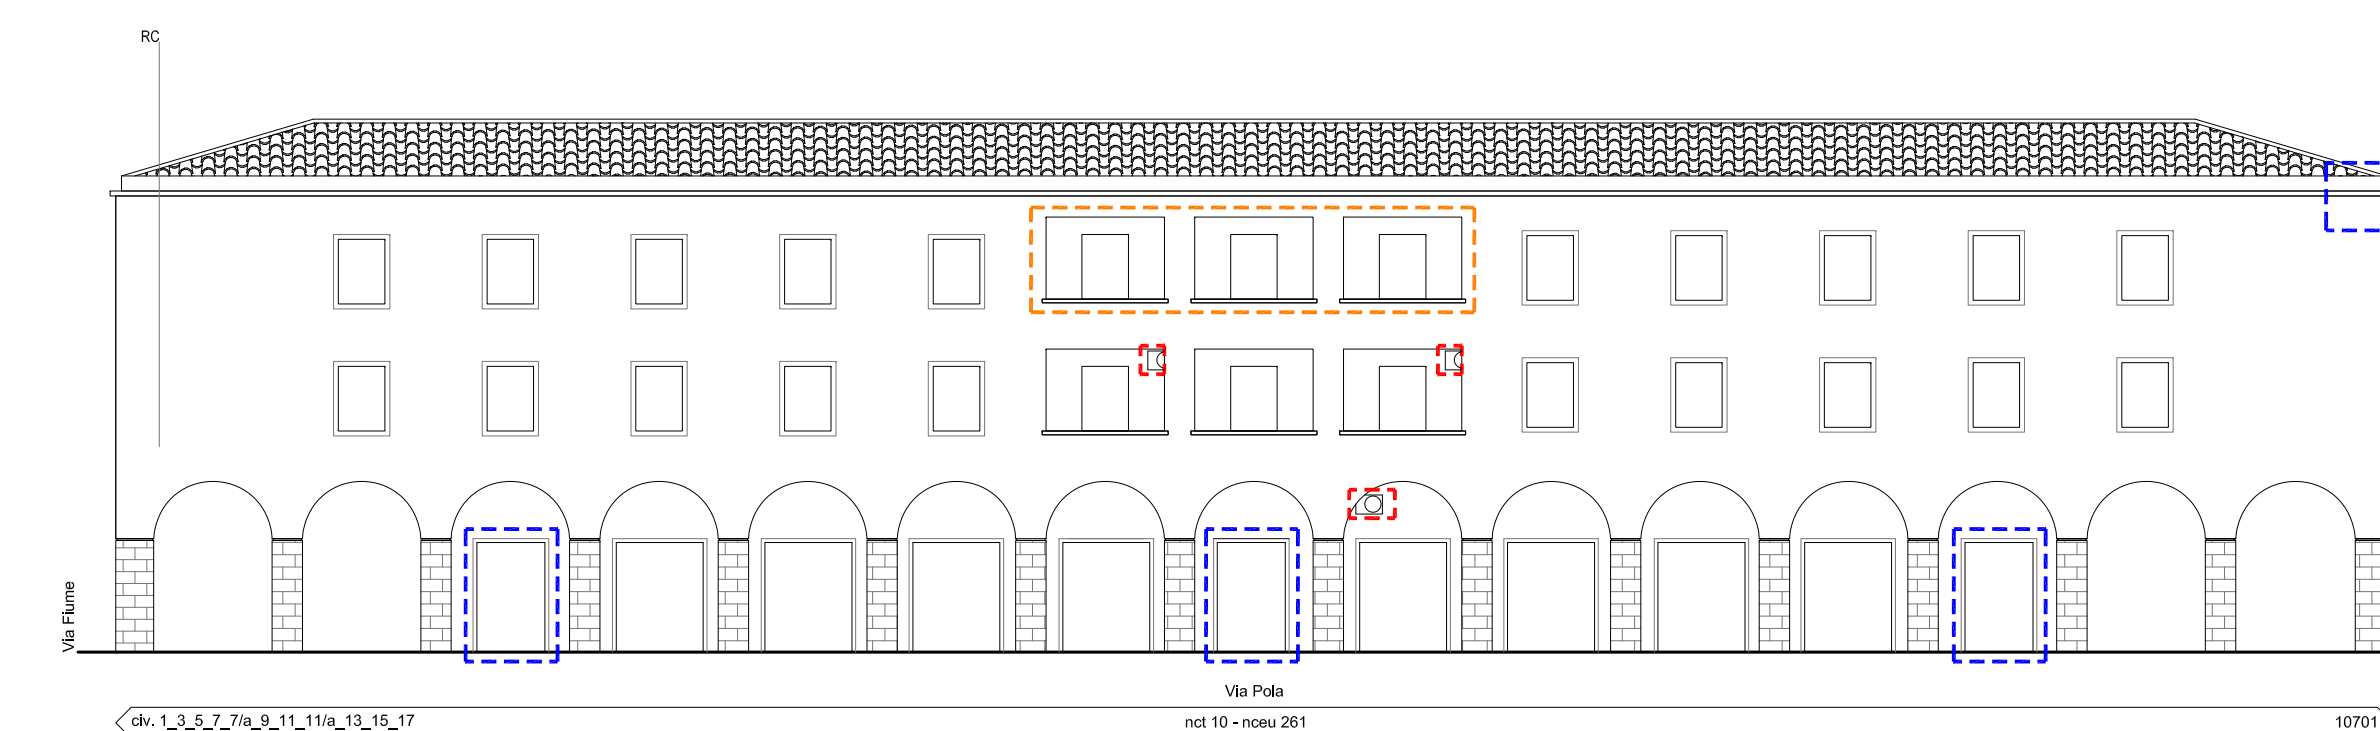 RC
Via Fiume
Via Pola
civ. 1_3_5_7_7/a_9_11_11/a_13_15_17
nct 10 - nceu 261
10701